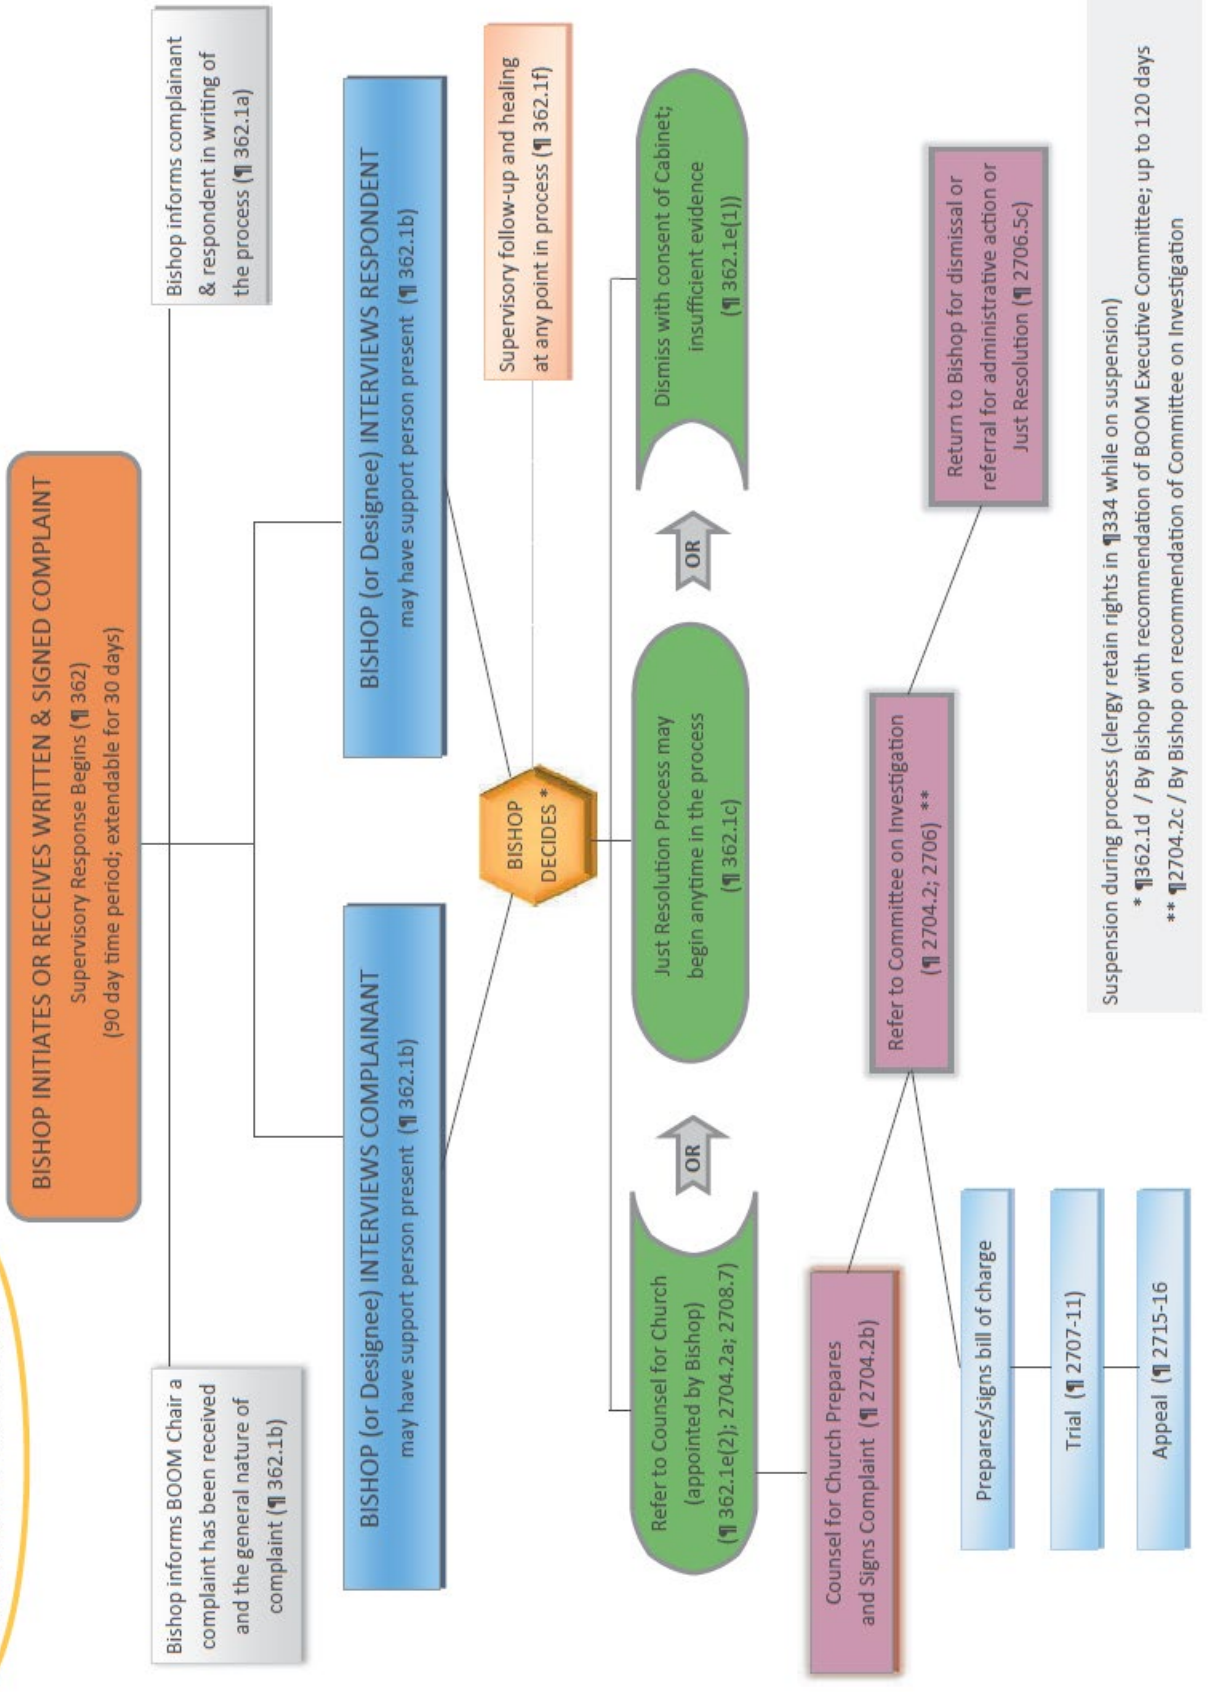 BISHOP INITIATES OR RECEIVES WRITTEN & SIGNED COMPLAINT
Supervisory Response Begins (¶ 362)
(90 day time period; extendable for 30 days)
Bishop informs BOOM Chair a
complaint has been received
and the general nature of
complaint (¶ 362.1b)
Bishop informs complainant
& respondent in writing of
the process (¶ 362.1a)
BISHOP (or Designee) INTERVIEWS COMPLAINANT
may have support person present (¶ 362.1b)
BISHOP (or Designee) INTERVIEWS RESPONDENT
may have support person present (¶ 362.1b)
BISHOP
DECIDES *
Supervisory follow-up and healing
at any point in process (¶ 362.1f)
Refer to Counsel for Church
(appointed by Bishop)
(¶ 362.1e(2); 2704.2a; 2708.7)
OR
Just Resolution Process may
begin anytime in the process
(¶ 362.1c)
OR
Dismiss with consent of Cabinet;
insufficient evidence
(¶ 362.1e(1))
Counsel for Church Prepares
and Signs Complaint (¶ 2704.2b)
Refer to Committee on Investigation
(¶ 2704.2; 2706) **
Return to Bishop for dismissal or
referral for administrative action or
Just Resolution (¶ 2706.5c)
Prepares/signs bill of charge
Trial (¶ 2707-11)
Appeal (¶ 2715-16
Suspension during process (clergy retain rights in ¶334 while on suspension)
* ¶362.1d / By Bishop with recommendation of BOOM Executive Committee; up to 120 days
** ¶2704.2c / By Bishop on recommendation of Committee on Investigation